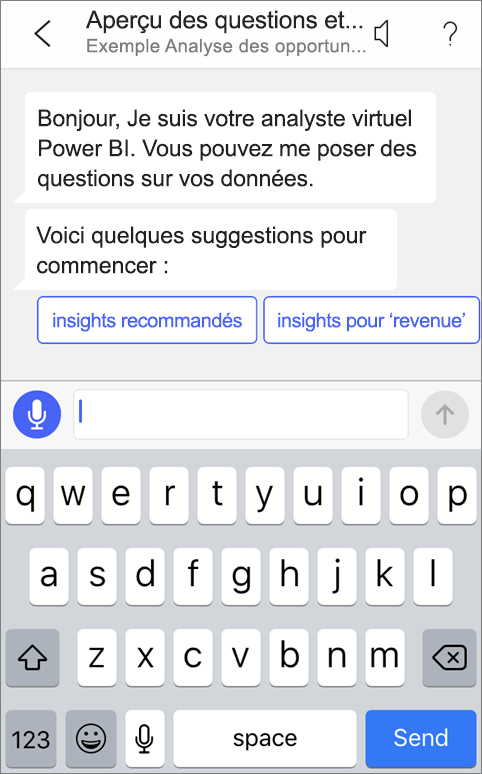 Aperçu des questions et...
Exemple Analyse des opportun...
?
Bonjour, Je suis votre analyste virtuel
Power BI. Vous pouvez me poser des
questions sur vos données.
Voici quelques suggestions pour
commencer :
insights recommandés
insights pour ‘revenue’
q w e r t y u i o p
a s d f g h j k l
z x c v b n m
123 space Send